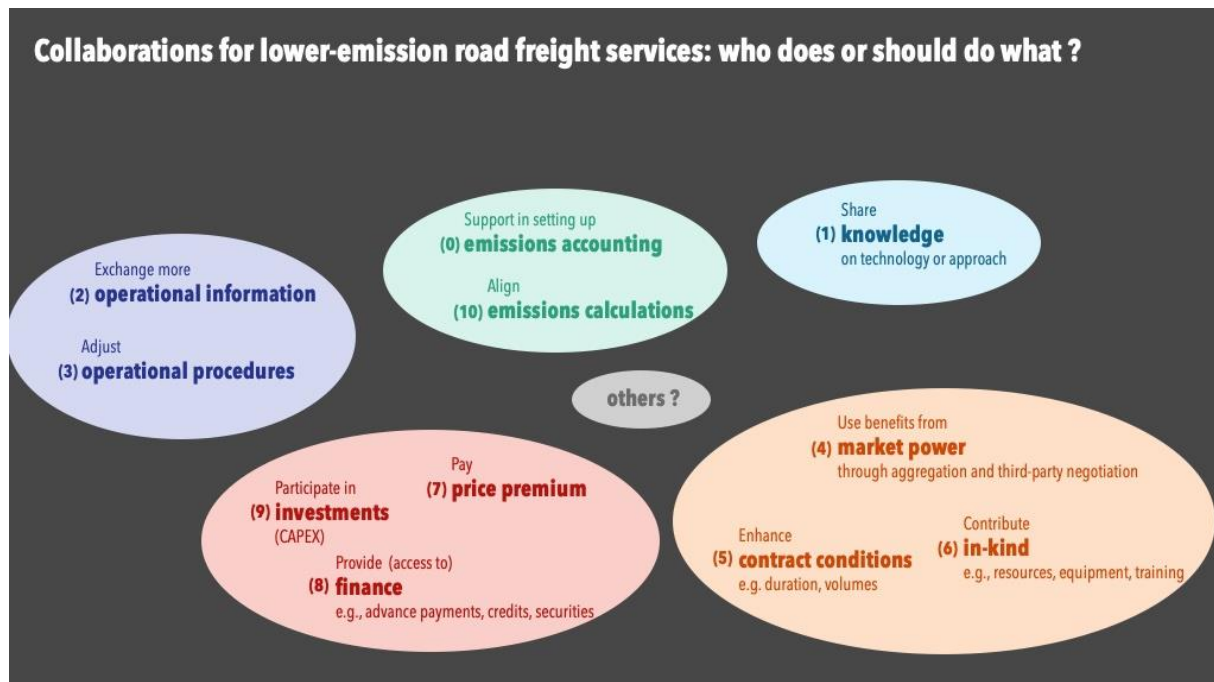 Collaborations for lower-emission road freight services: who does or should do what ?
Support in setting up
(0) emissions accounting
Align
(10) emissions calculations
Share
(1) knowledge
on technology or approach
Exchange more
(2) operational information
Adjust
(3) operational procedures
others ?
Pay
(7) price premium
Participate in
(9) investments
(CAPEX)
Provide (access to)
(8) finance
e.g., advance payments, credits, securities
Use benefits from
(4) market power
through aggregation and third-party negotiation
Enhance
(5) contract conditions
e.g. duration, volumes
Contribute
(6) in-kind
e.g., resources, equipment, training